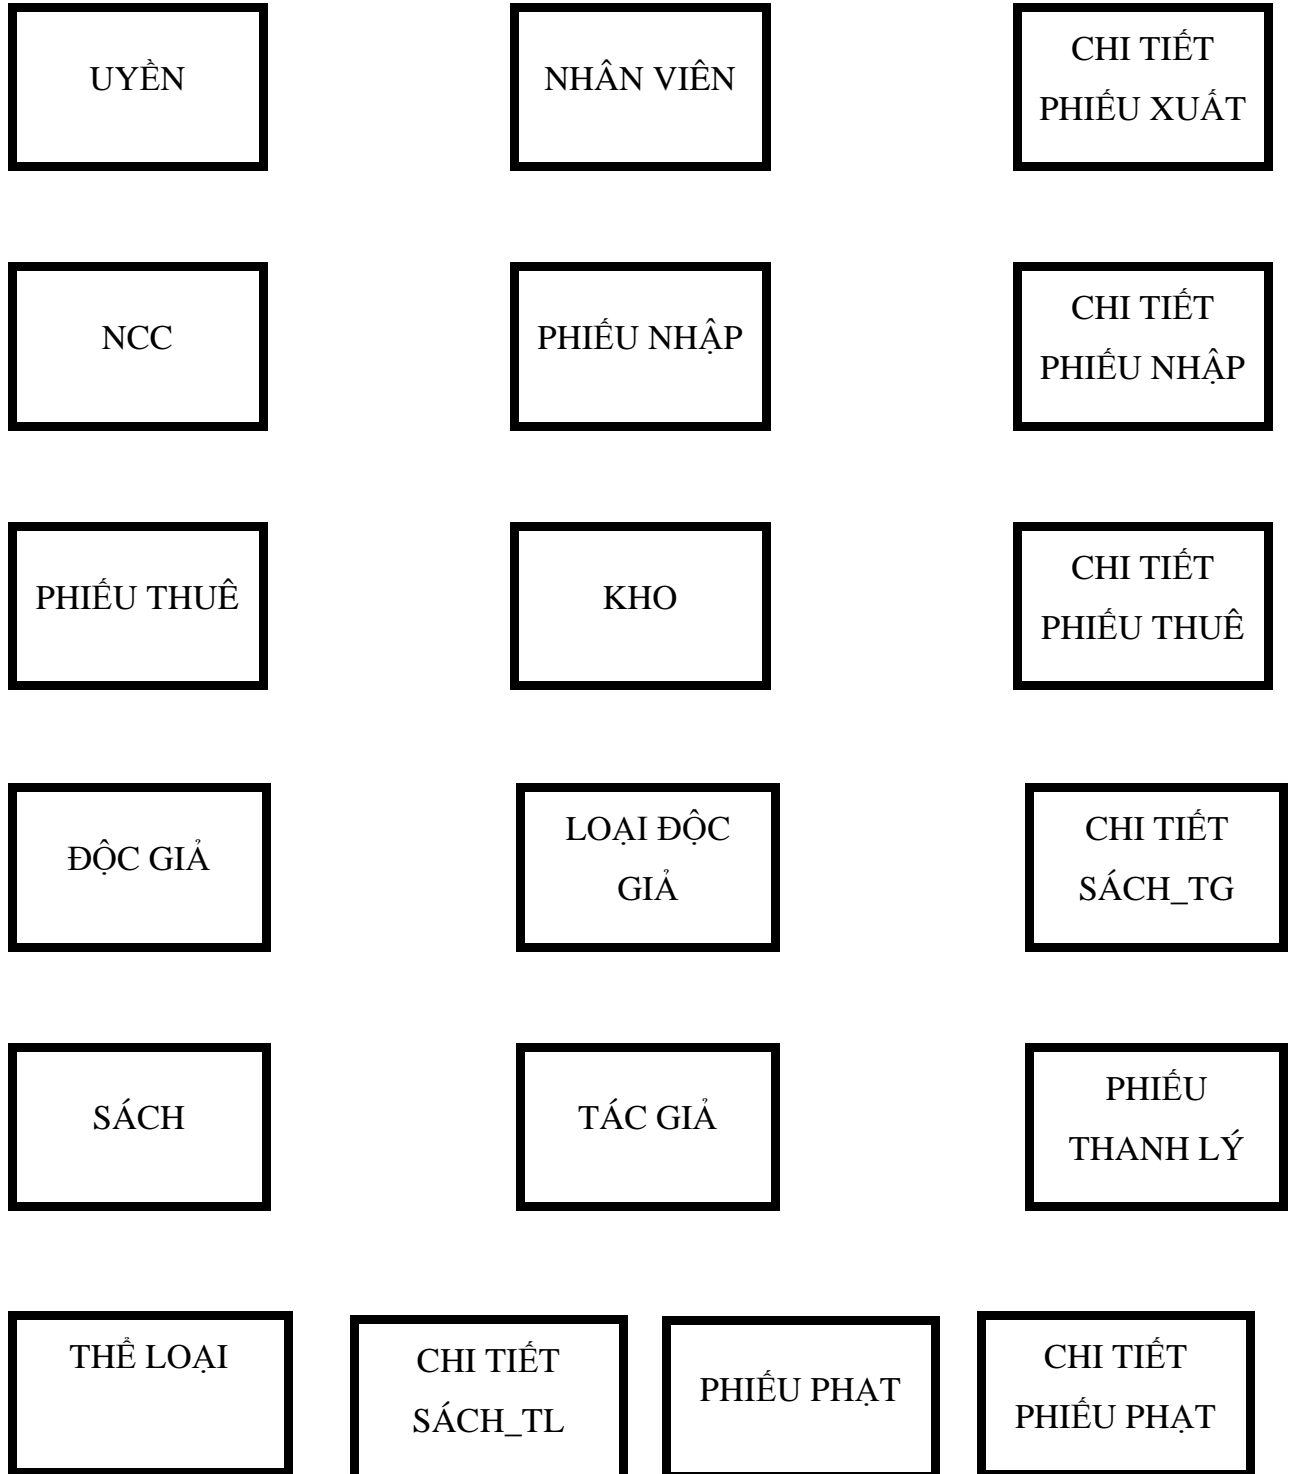 UYỀN
NHÂN VIÊN
CHI TIẾT
PHIẾU XUẤT
NCC
PHIẾU NHẬP
CHI TIẾT
PHIẾU NHẬP
PHIẾU THUÊ
KHO
CHI TIẾT
PHIẾU THUÊ
ĐỘC GIẢ
LOẠI ĐỘC
GIẢ
CHI TIẾT
SÁCH_TG
SÁCH
TÁC GIẢ
PHIẾU
THANH LÝ
THỂ LOẠI
CHI TIẾT
SÁCH_TL
PHIẾU PHẠT
CHI TIẾT
PHIẾU PHẠT